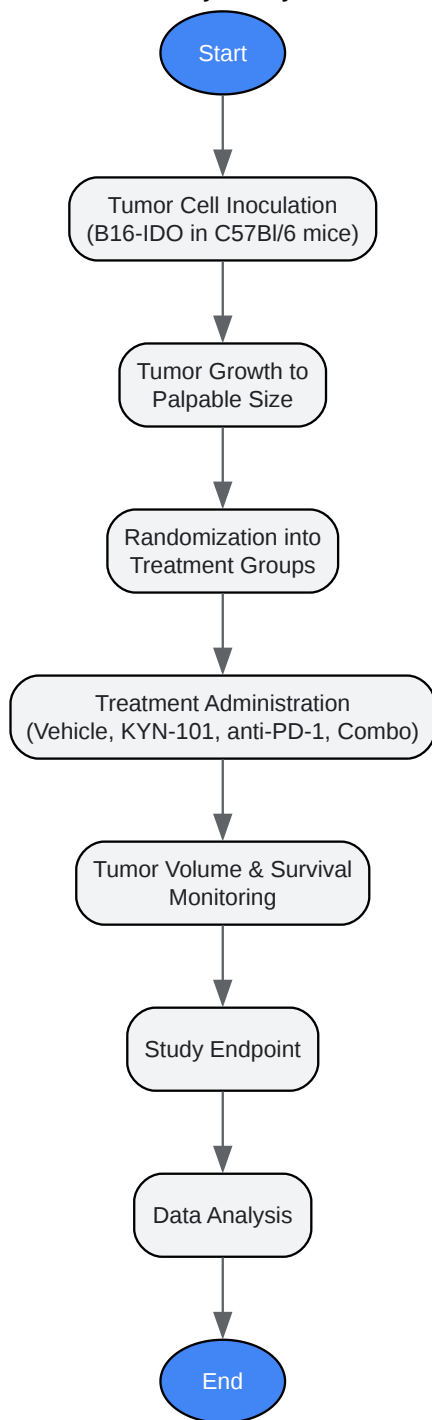 Start
Tumor Cell Inoculation
(B16-IDO in C57Bl/6 mice)
Tumor Growth to
Palpable Size
Randomization into
Treatment Groups
Treatment Administration
(Vehicle, KYN-101, anti-PD-1, Combo)
Tumor Volume & Survival
Monitoring
Study Endpoint
Data Analysis
End